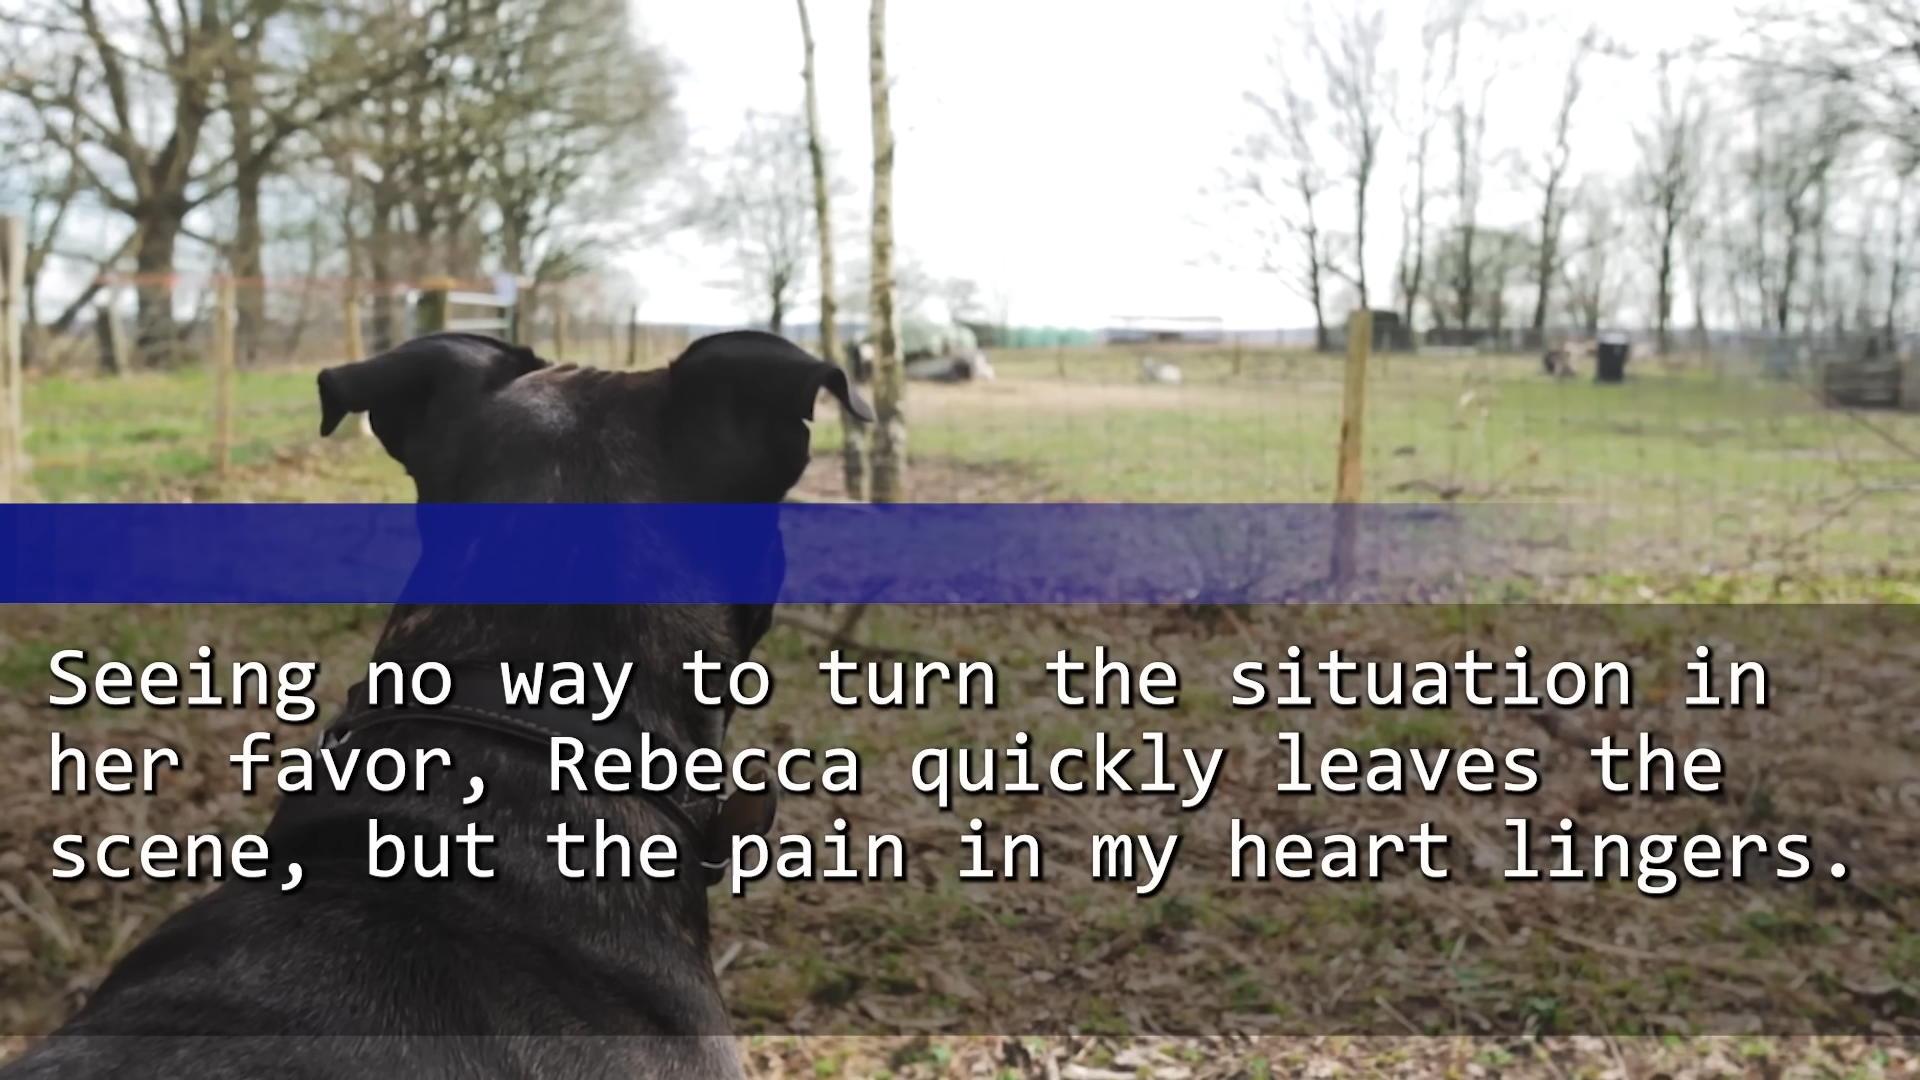 Seeing no way to turn the situation in
her favor, Rebecca quickly leaves the
scene, but the pain in my heart lingers.